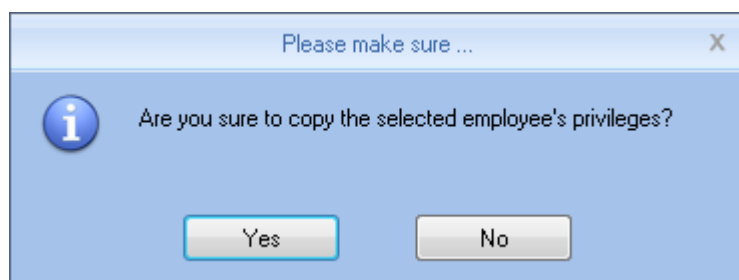 Please make sure ...
X
Are you sure to copy the selected employee's privileges?
Yes
No